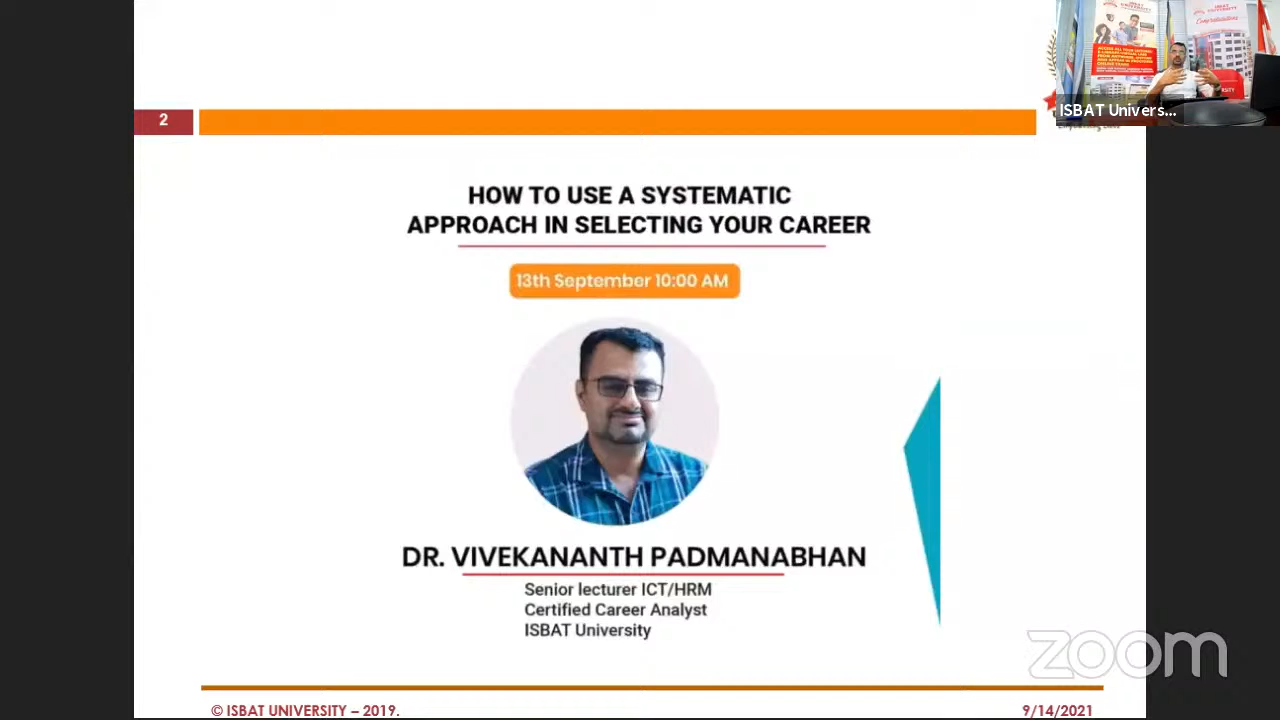 2
HOW TO USE A SYSTEMATIC
APPROACH IN SELECTING YOUR CAREER
13th September 10:00 AM
DR. VIVEKANANTH PADMANABHAN
Senior lecturer ICT/HRM
Certified Career Analyst
ISBAT University
© ISBAT UNIVERSITY – 2019.
9/14/2021
zoom
ISBAT Univers...